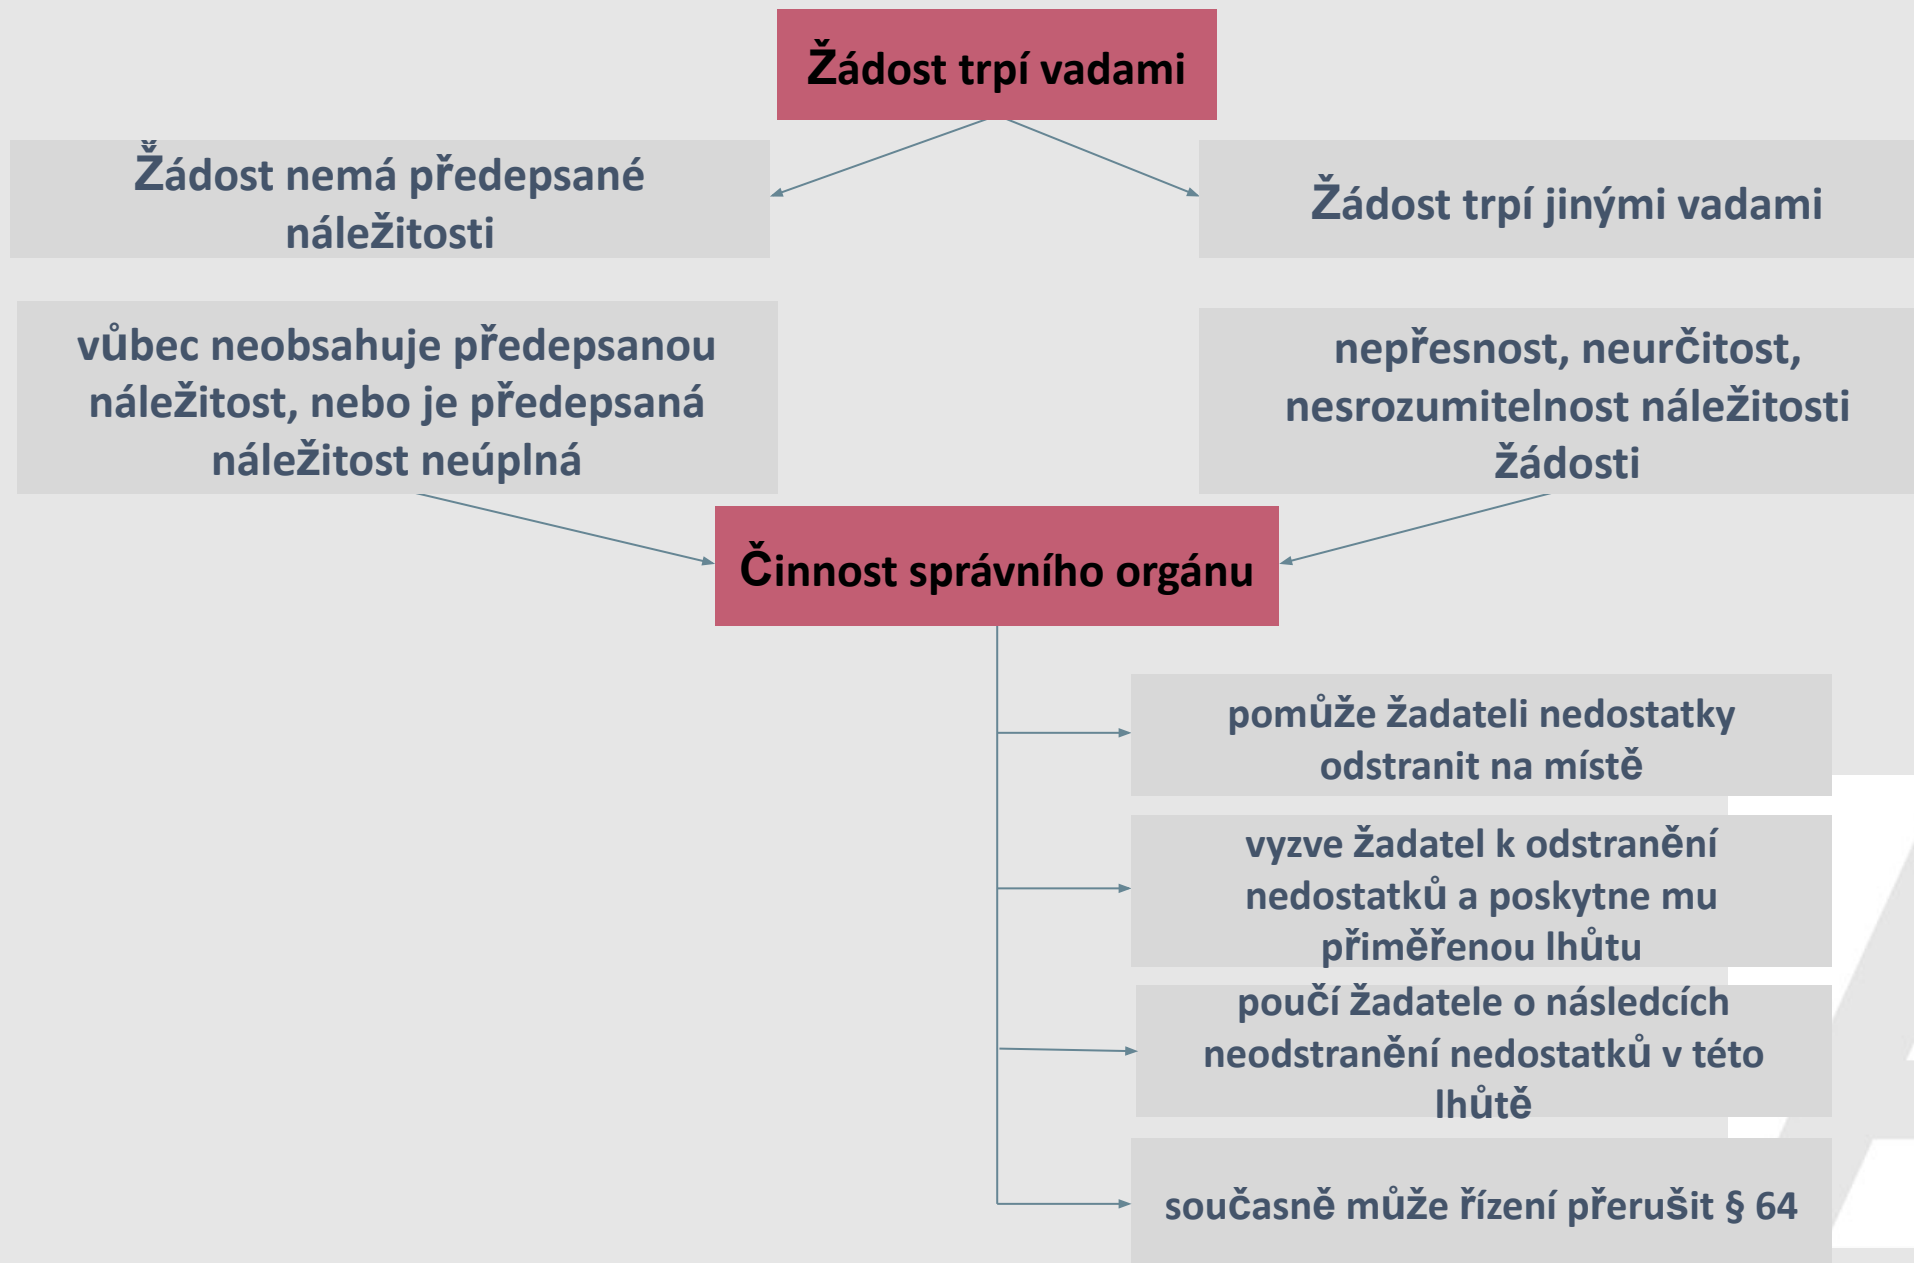 Žádost trpí vadami
Žádost nemá předepsané
náležitosti
Žádost trpí jinými vadami
vůbec neobsahuje předepsanou
náležitost, nebo je předepsaná
náležitost neúplná
nepřesnost, neurčitost,
nesrozumitelnost náležitosti
žádosti
Činnost správního orgánu
pomůže žadateli nedostatky
odstranit na místě
vyzve žadatel k odstranění
nedostatků a poskytne mu
přiměřenou lhůtu
poučí žadatele o následcích
neodstranění nedostatků v této
lhůtě
současně může řízení přerušit § 64